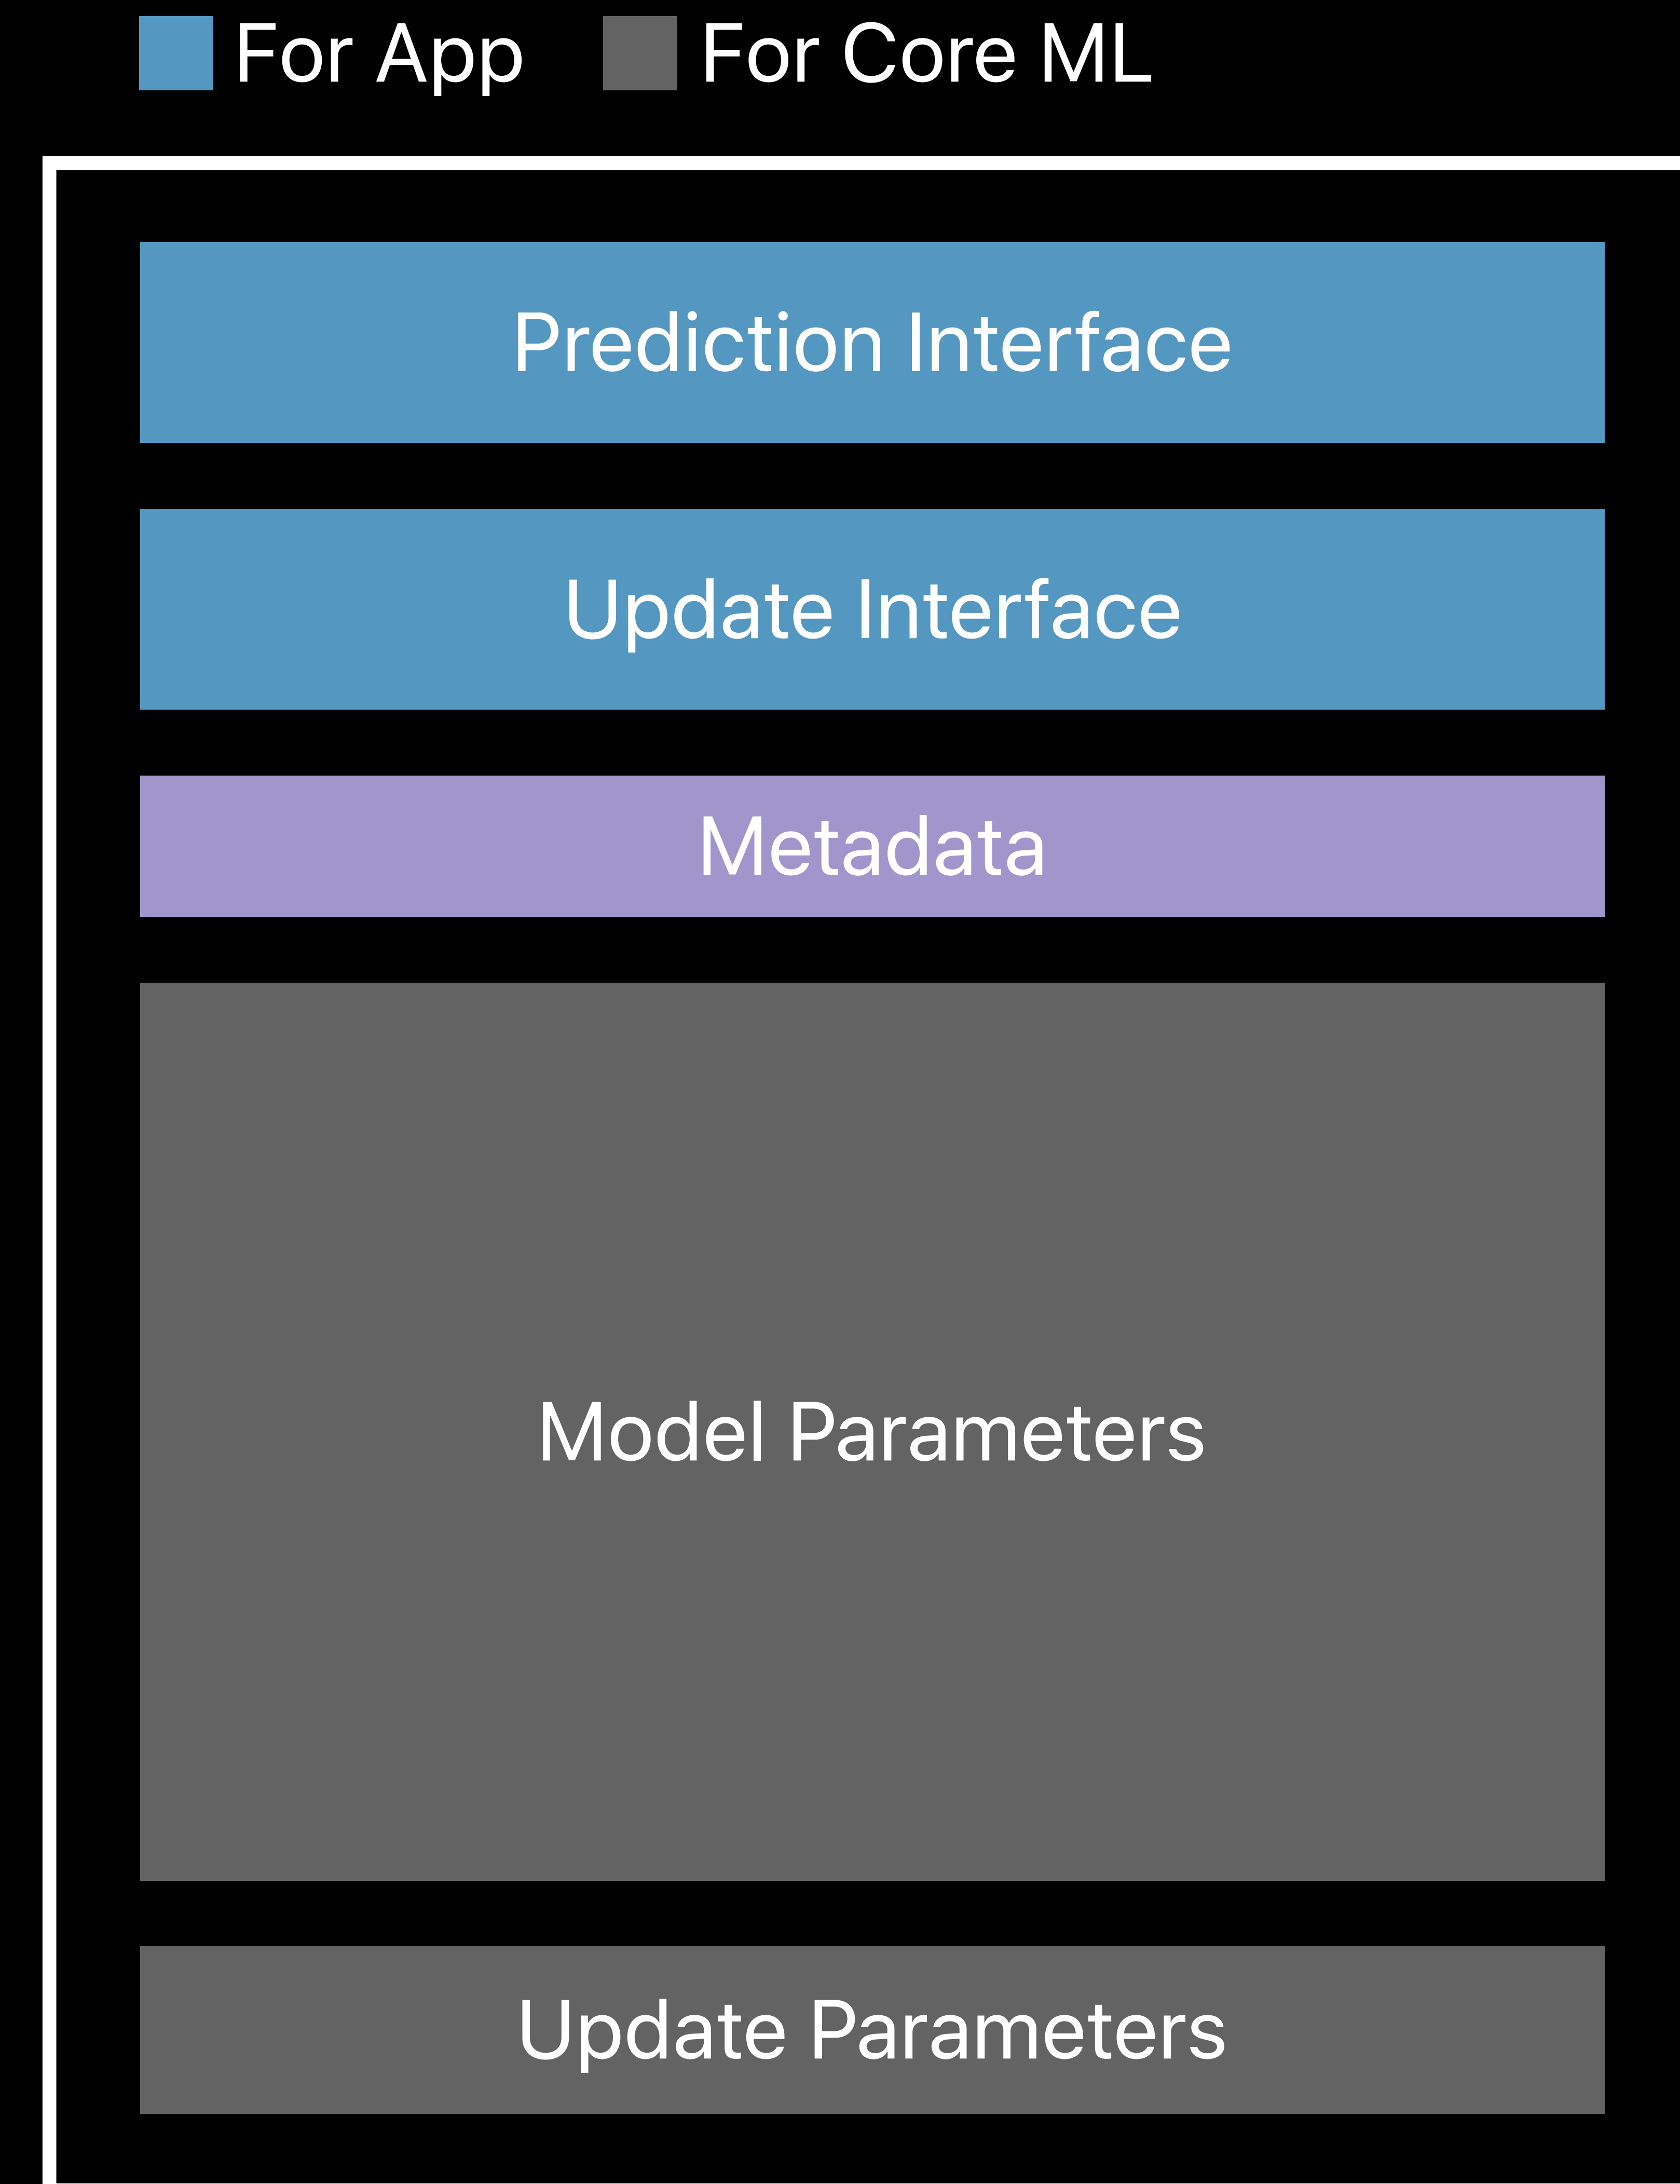 For App For Core ML
Prediction Interface
Update Interface
Metadata
Model Parameters
Update Parameters